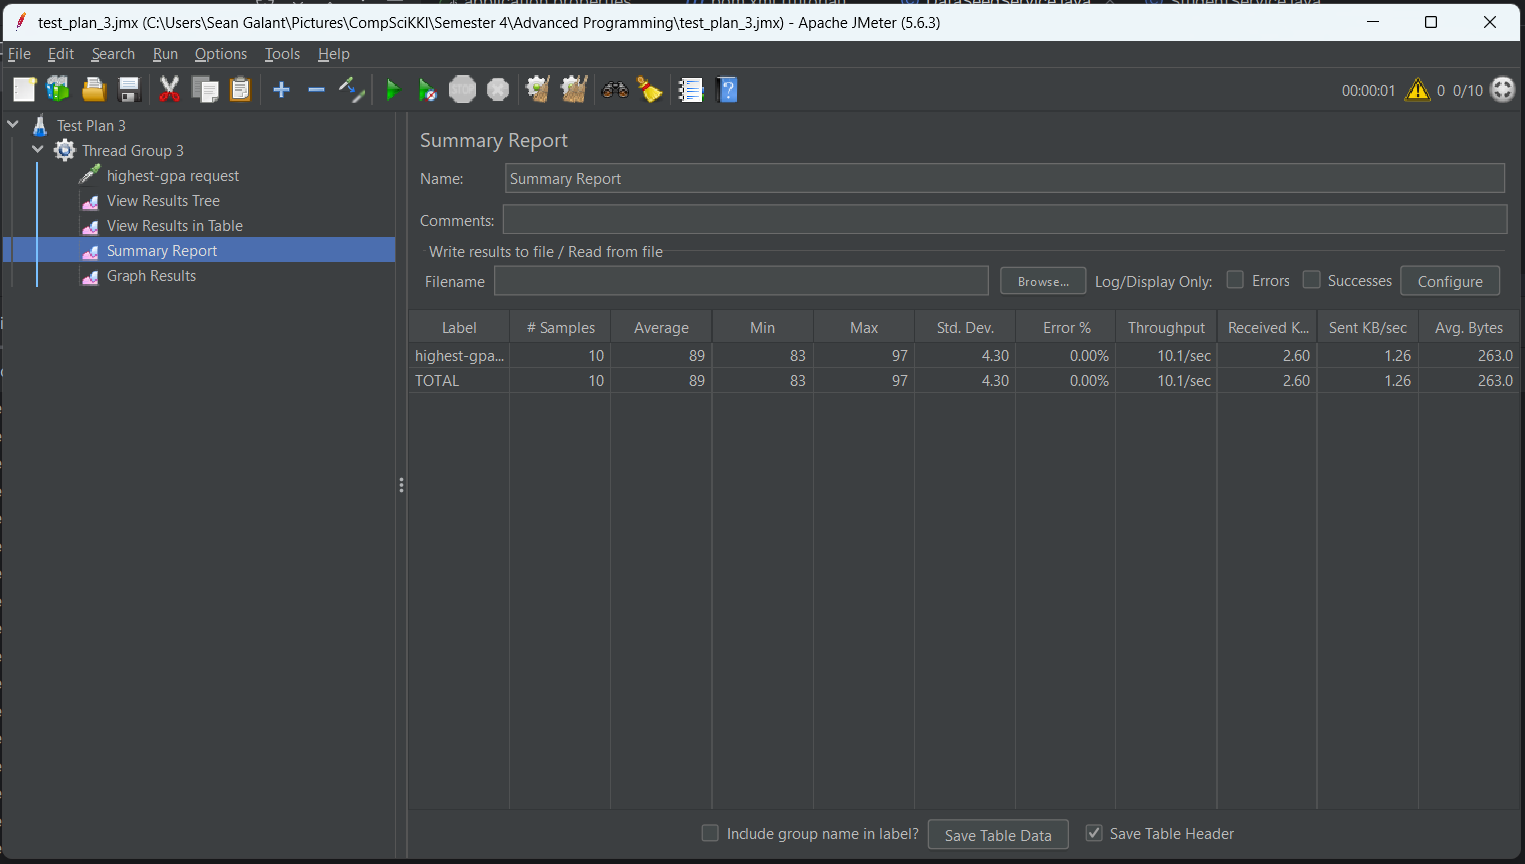 test_plan_3.jmx (C:\Users\Sean Galant\Pictures\CompSciKKI\Semester 4\Advanced Programming\test_plan_3.jmx) - Apache JMeter (5.6.3)
File Edit Search Run Options Tools Help
STOP
00:00:01 0 0/10
Test Plan 3
Thread Group 3
highest-gpa request
View Results Tree
View Results in Table
Summary Report
Graph Results
Summary Report
Name: Summary Report
Comments:
Write results to file / Read from file
Filename Browse... Log/Display Only: Errors Successes Configure
Label # Samples Average Min Max Std. Dev. Error % Throughput Received K... Sent KB/sec Avg. Bytes
highest-gpa... 10 89 83 97 4.30 0.00% 10.1/sec 2.60 1.26 263.0
TOTAL 10 89 83 97 4.30 0.00% 10.1/sec 2.60 1.26 263.0
Include group name in label? Save Table Data Save Table Header